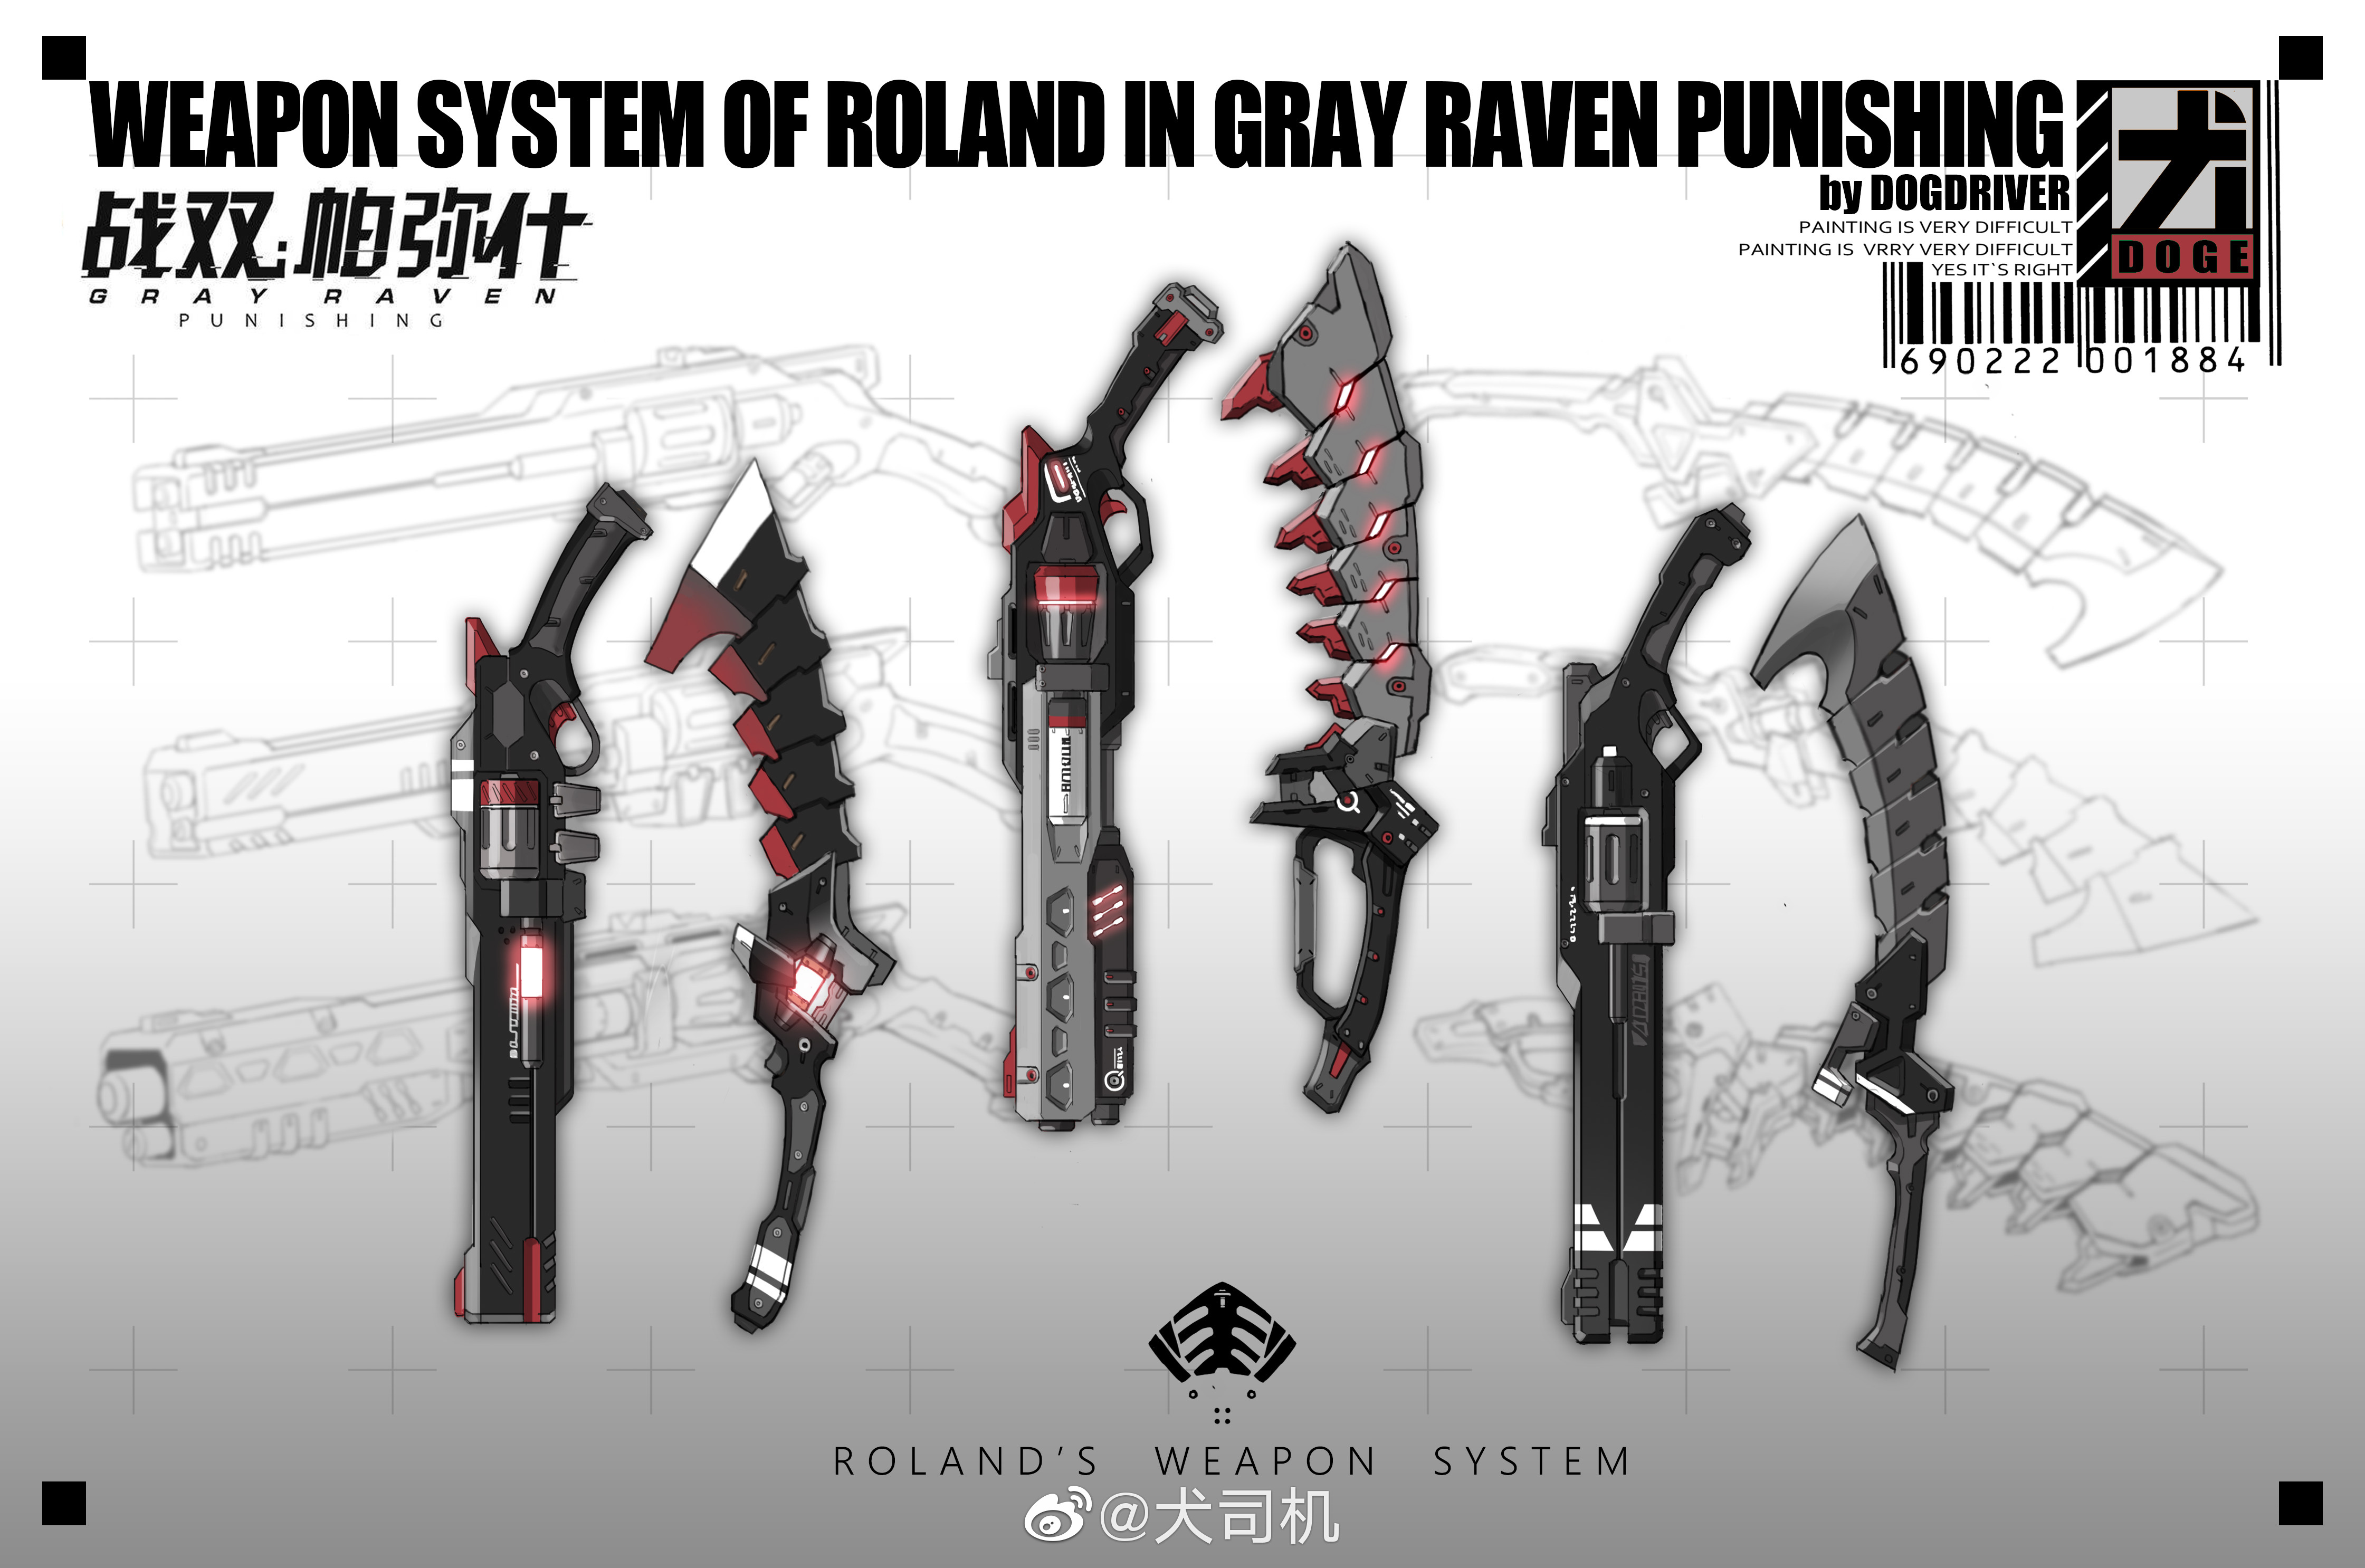 WEAPON SYSTEM OF ROLAND IN GRAY RAVEN PUNISHING
by DOGDRIVER
PAINTING IS VERY DIFFICULT
PAINTING IS VRRY VERY DIFFICULT
YES IT`S RIGHT
犬
DOGE
690222 001884
战双:帕弥什
GRAY RAVEN
PUNISHING
ROLAND'S WEAPON SYSTEM
@犬司机